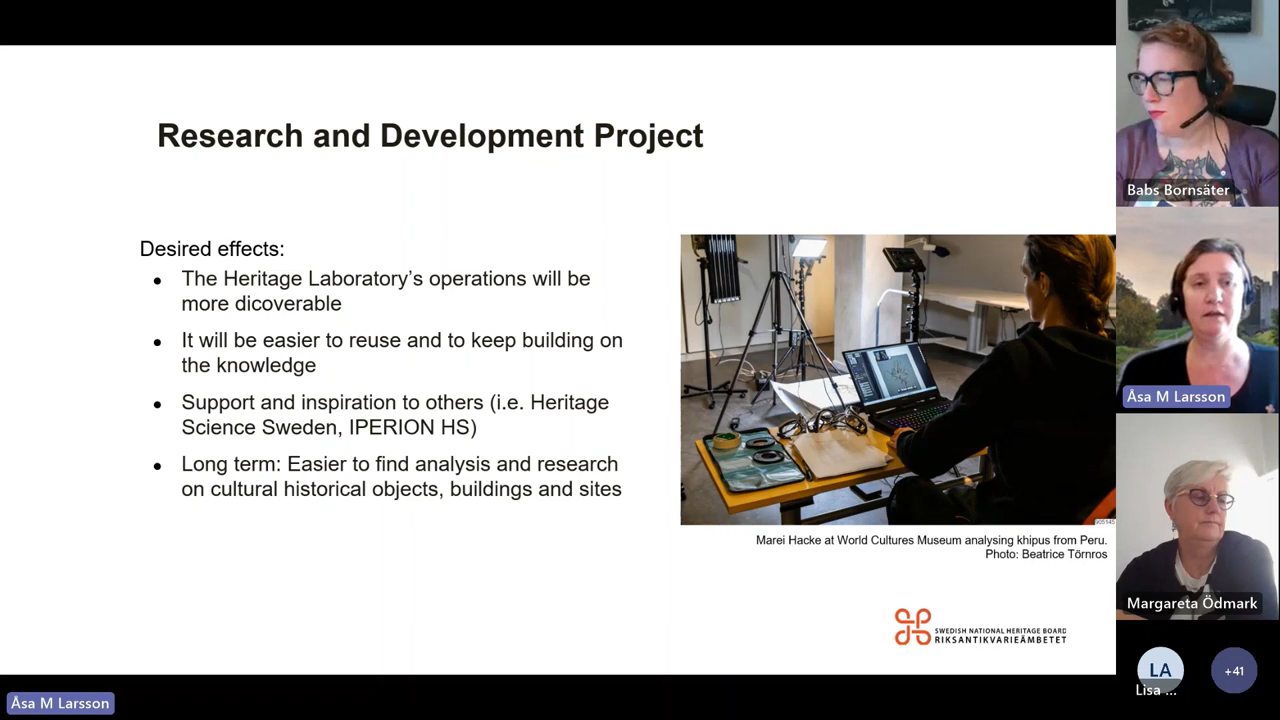 Research and Development Project
Desired effects:
• The Heritage Laboratory's operations will be
more dicoverable
• It will be easier to reuse and to keep building on
the knowledge
• Support and inspiration to others (i.e. Heritage
Science Sweden, IPERION HS)
• Long term: Easier to find analysis and research
on cultural historical objects, buildings and sites
Marei Hacke at World Cultures Museum analysing khipus from Peru.
Photo: Beatrice Törnros
SWEDISH NATIONAL HERITAGE BOARD
RIKSANTIKVARIEÄMBETET
Babs Bornsäter
Åsa M Larsson
Margareta Ödmark
LA
+41
Lisa ...
Åsa M Larsson